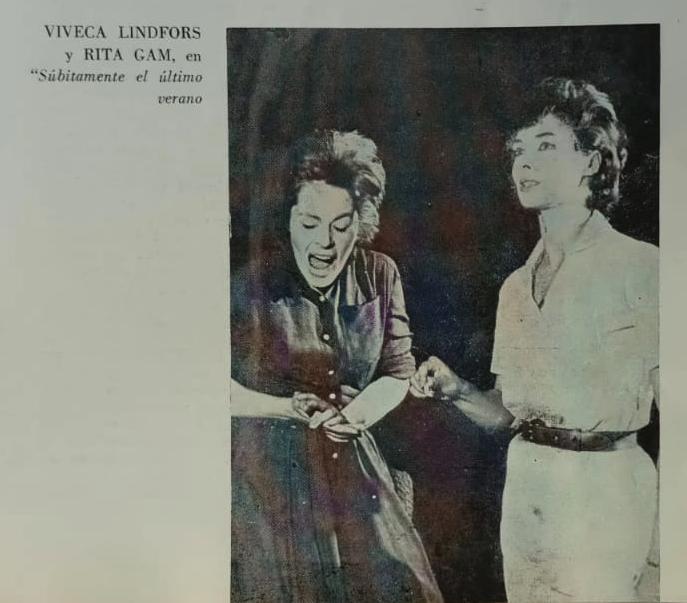 VIVECA LINDFORS
y RITA GAM, en
"Súbitamente el último
verano